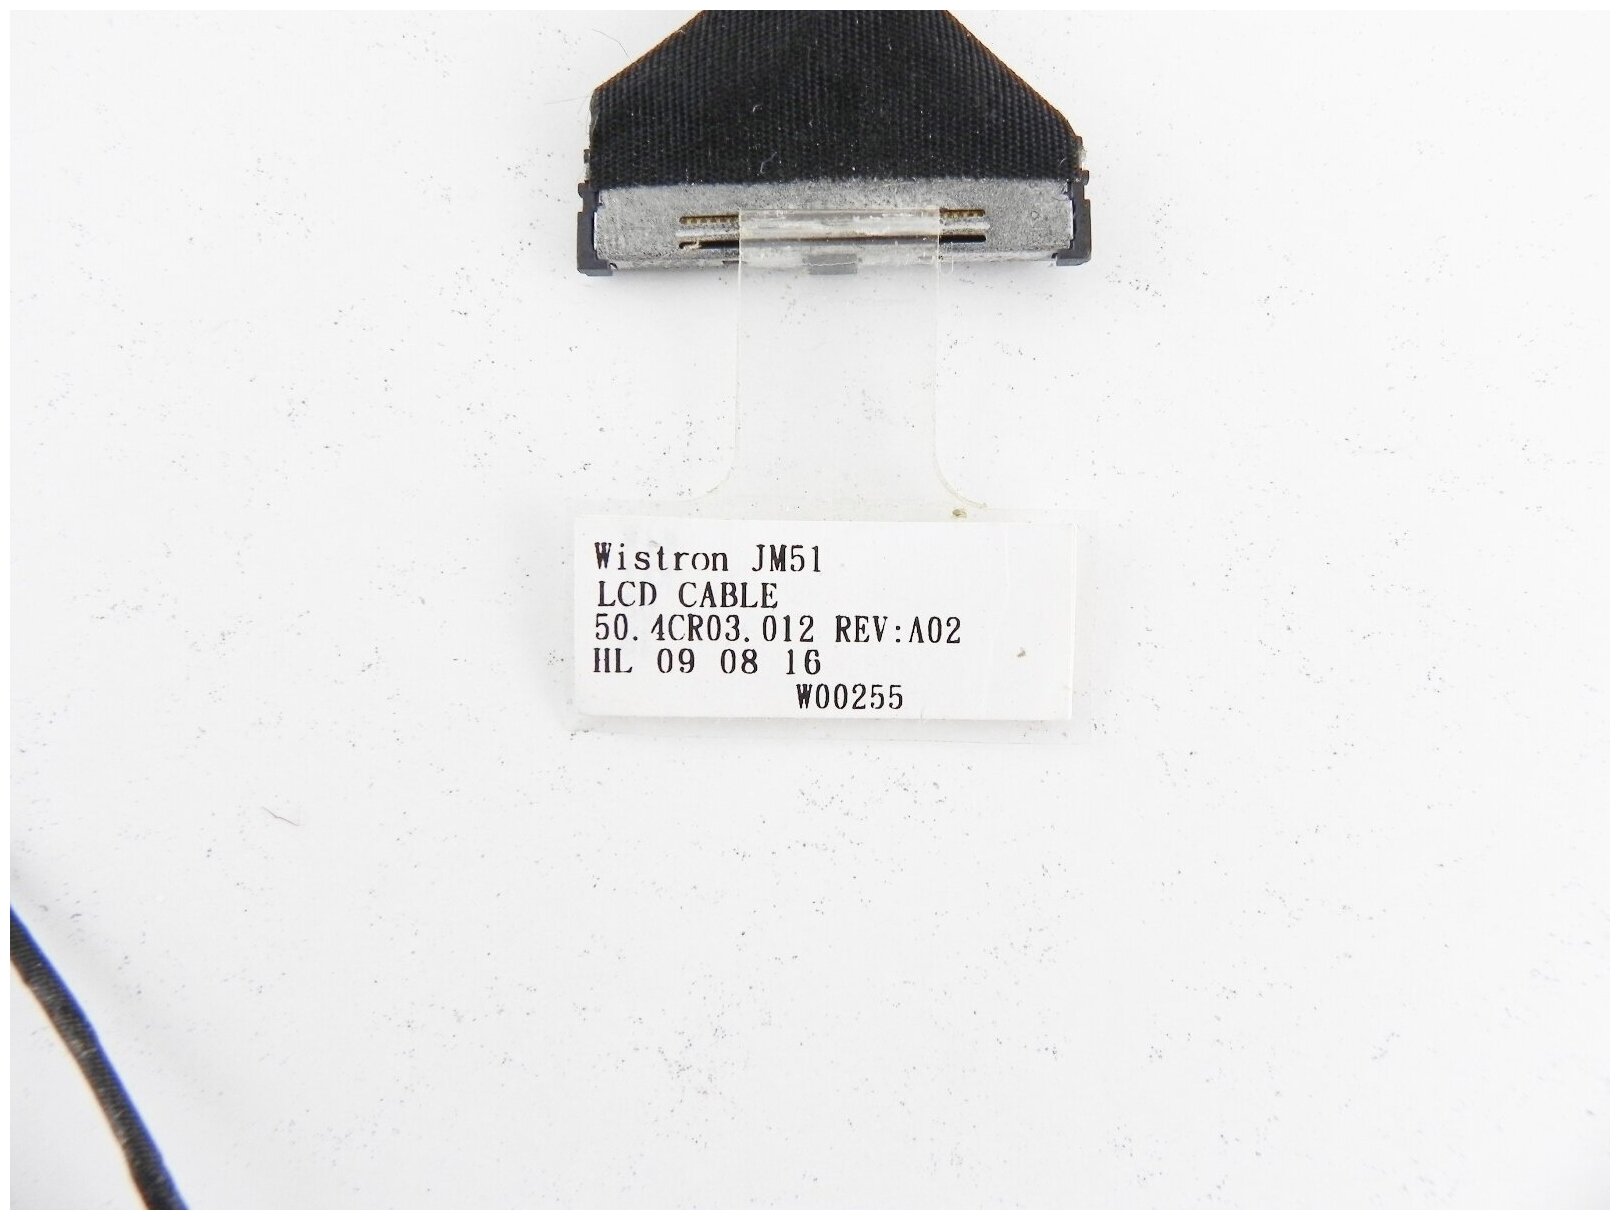 Wistron JM51
LCD CABLE
50.4CR03.012 REV:A02
HL 09 08 16
W00255